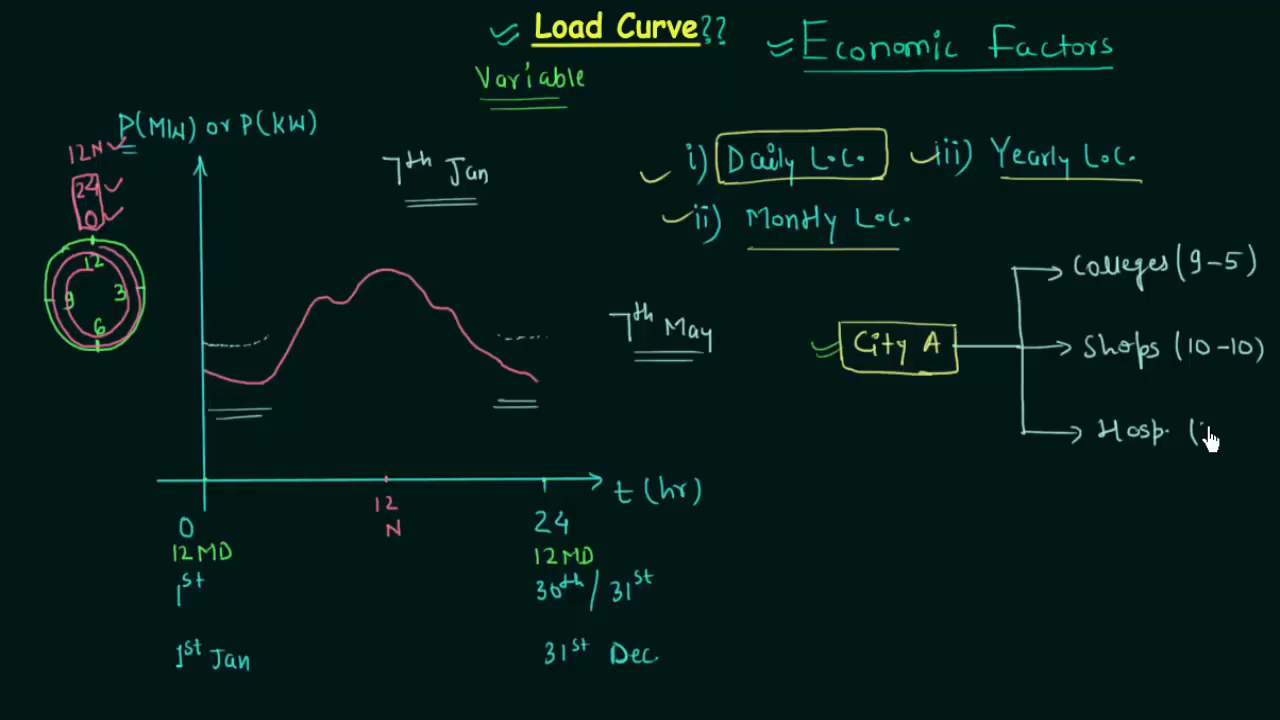 Load Curve??
Economic Factors
Variable
P(MW) or P(KW)
12N
24
0
12
9
3
6
7th Jan
i) Daily L.C.
iii) Yearly L.C.
ii) Montly L.C.
7th May
City A
Colleges (9-5)
Shops (10-10)
Hosp. (
t (hr)
0
12
N
24
12MD
12MD
1st
30th / 31st
1st Jan
31st Dec